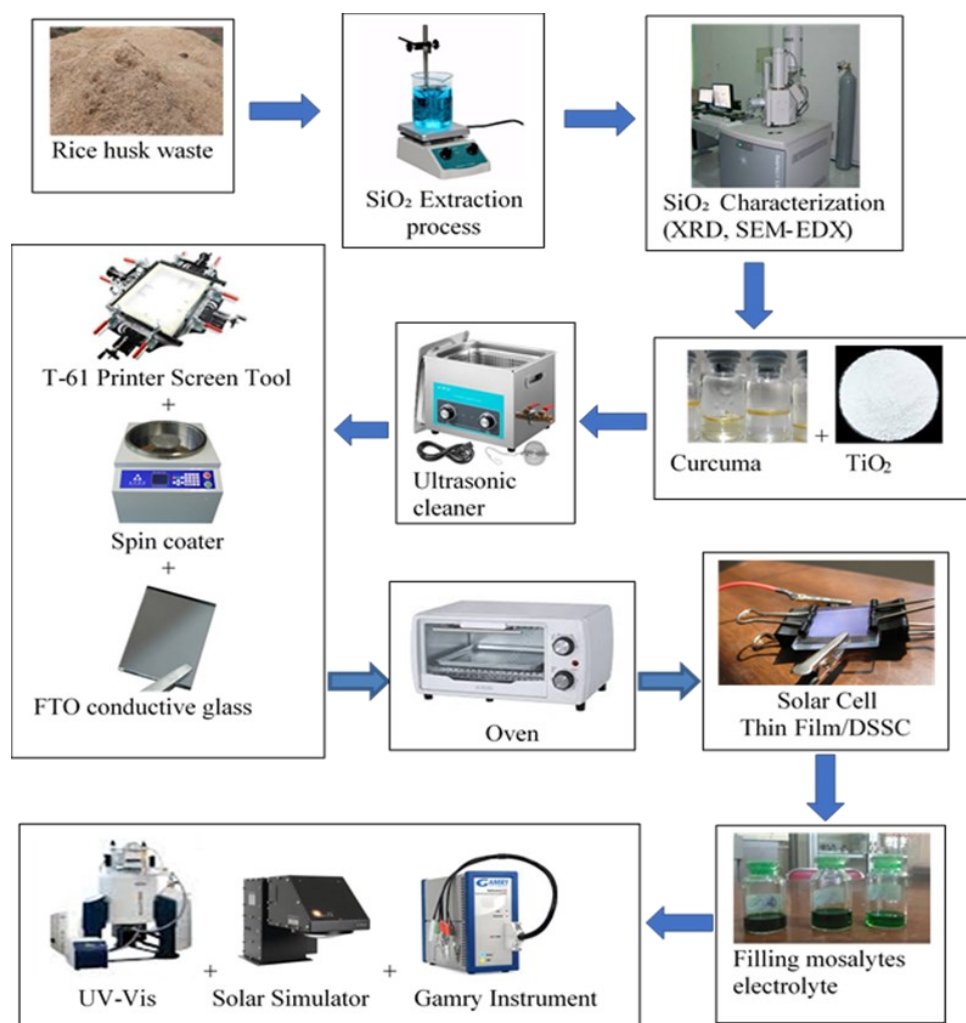 Rice husk waste
SiO₂ Extraction
process
SiO₂ Characterization
(XRD, SEM-EDX)
Curcuma
+
TiO₂
Ultrasonic
cleaner
T-61 Printer Screen Tool
+
Spin coater
+
FTO conductive glass
Oven
Solar Cell
Thin Film/DSSC
Filling mosalytes
electrolyte
GAMRY
UV-Vis
+
Solar Simulator
+
Gamry Instrument